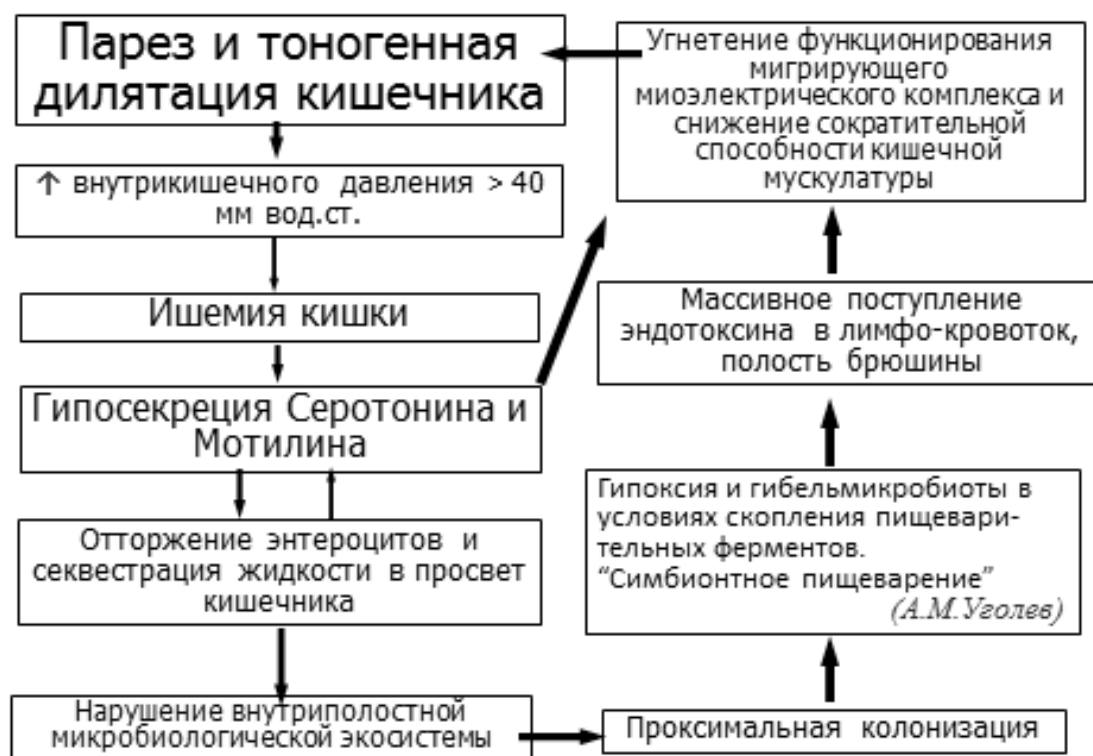 Парез и тоногенная
дилятация кишечника
↑ внутрикишечного давления > 40
мм вод.ст.
Ишемия кишки
Гипосекреция Серотонина и
Мотилина
Отторжение энтероцитов и
секвестрация жидкости в просвет
кишечника
Нарушение внутриполостной
микробиологической экосистемы
Проксимальная колонизация
Гипоксия и гибельмикробиоты в
условиях скопления пищевари-
тельных ферментов.
“Симбионтное пищеварение”
(А.М.Уголев)
Массивное поступление
эндотоксина в лимфо-кровоток,
полость брюшины
Угнетение функционирования
мигрирующего
миоэлектрического комплекса и
снижение сократительной
способности кишечной
мускулатуры